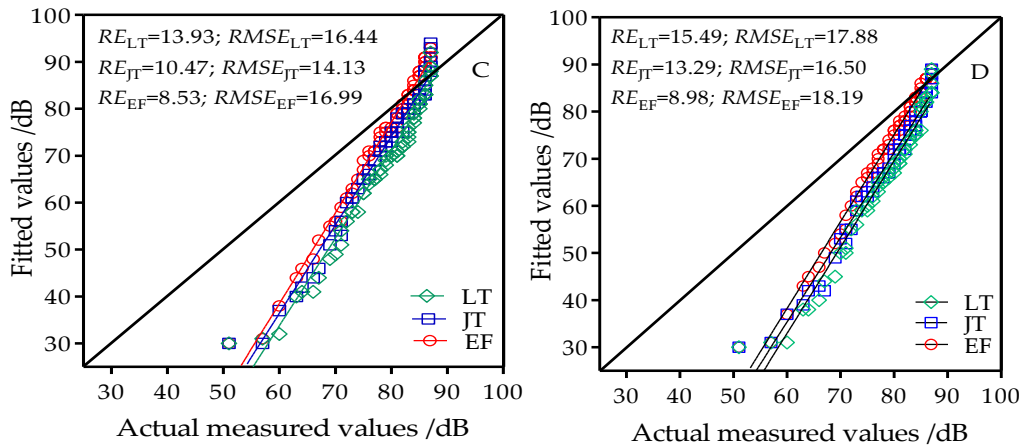 RE_LT=13.93; RMSE_LT=16.44
RE_JT=10.47; RMSE_JT=14.13
RE_EF=8.53; RMSE_EF=16.99
C
100
90
80
70
60
50
40
30
Fitted values /dB
LT
JT
EF
30 40 50 60 70 80 90 100
Actual measured values /dB
RE_LT=15.49; RMSE_LT=17.88
RE_JT=13.29; RMSE_JT=16.50
RE_EF=8.98; RMSE_EF=18.19
D
100
90
80
70
60
50
40
30
Fitted values /dB
LT
JT
EF
30 40 50 60 70 80 90 100
Actual measured values /dB